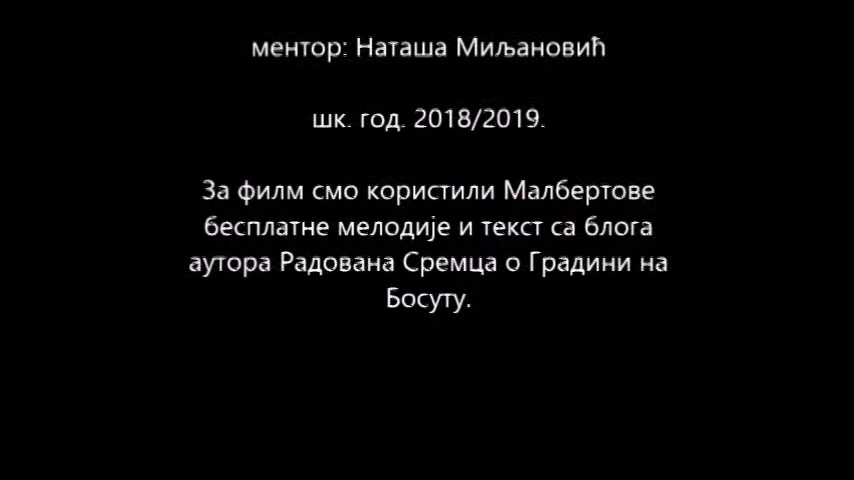 ментор: Наташа Миљановић
шк. год. 2018/2019.
За филм смо користили Малбертове
бесплатне мелодије и текст са блога
аутора Радована Сремца о Градини на
Босуту.